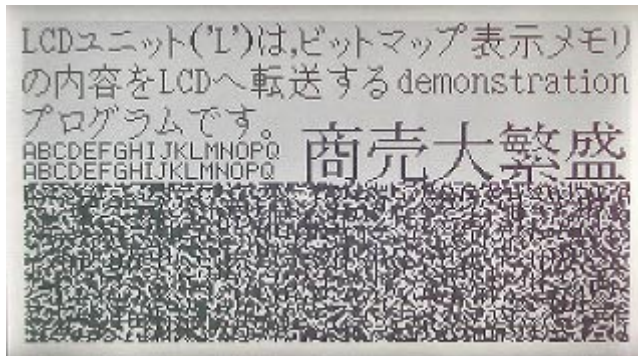 LCDユニット('L')は,ビットマップ表示メモリ
の内容をLCDへ転送するdemonstration
プログラムです。
ABCDEFGHIJKLMNOPQ
ABCDEFGHIJKLMNOPQ
商売大繁盛